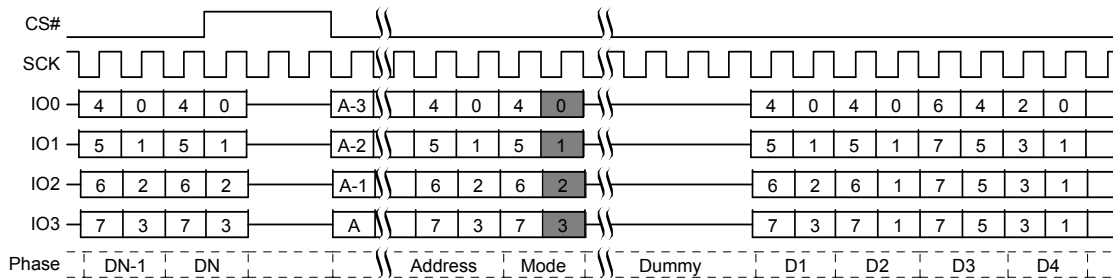 CS#
SCK
IO0 4 0 4 0 A-3 4 0 4 0 4 0 4 0 6 4 2 0
IO1 5 1 5 1 A-2 5 1 5 1 5 1 5 1 7 5 3 1
IO2 6 2 6 2 A-1 6 2 6 2 6 2 6 1 7 5 3 1
IO3 7 3 7 3 A 7 3 7 3 7 3 7 1 7 5 3 1
Phase DN-1 DN Address Mode Dummy D1 D2 D3 D4